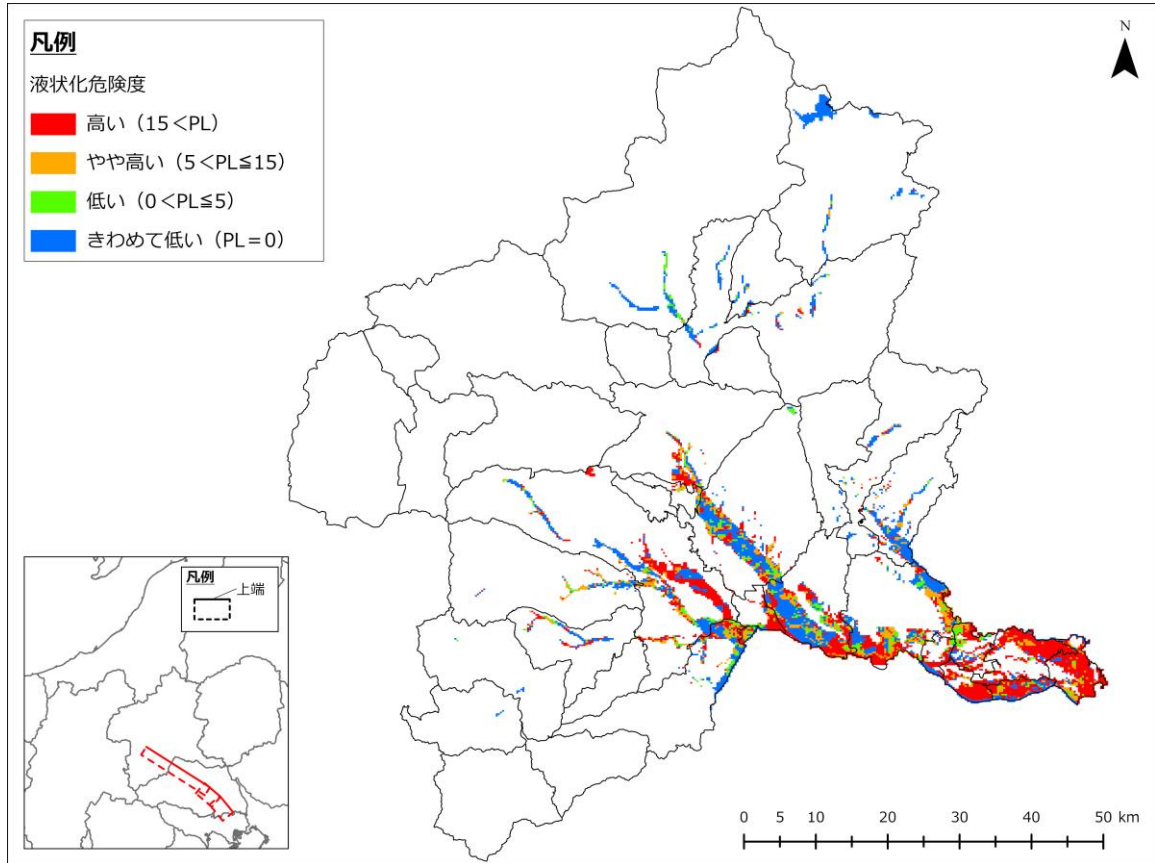 凡例
液状化危険度
高い（15＜PL）
やや高い（5＜PL≦15）
低い（0＜PL≦5）
きわめて低い（PL＝0）
N
凡例
上端
0 5 10 20 30 40 50 km